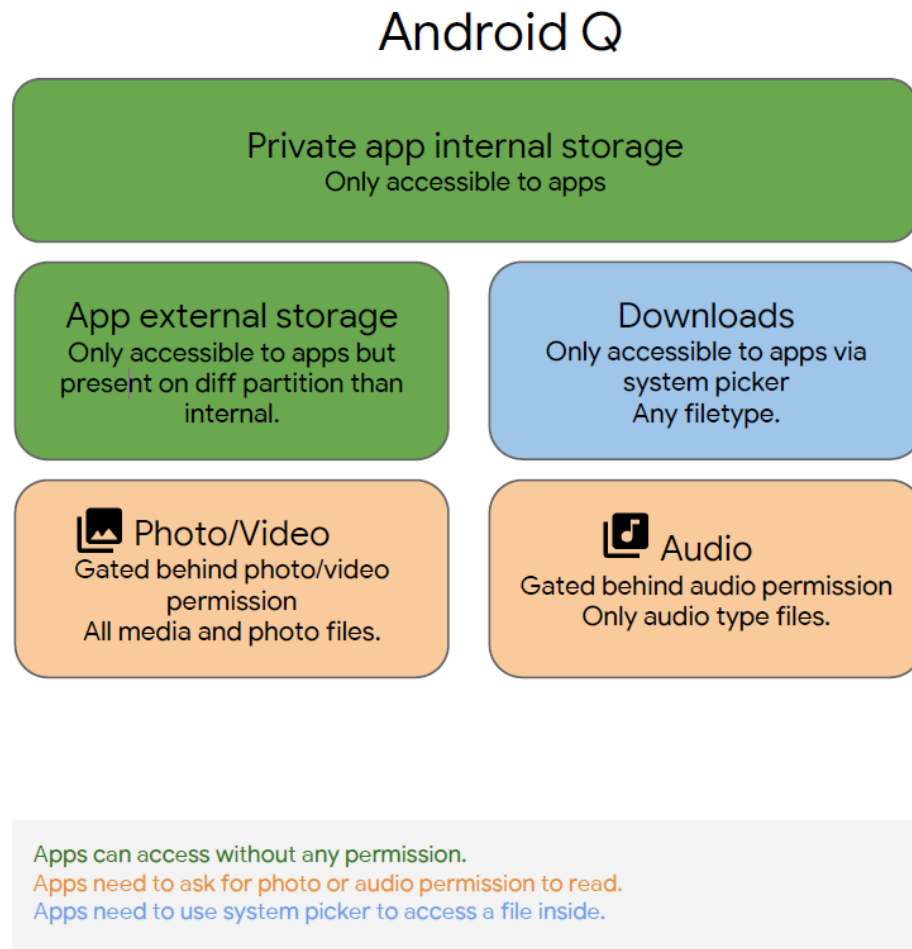 Android Q
Private app internal storage
Only accessible to apps
App external storage
Only accessible to apps but
present on diff partition than
internal.
Downloads
Only accessible to apps via
system picker
Any filetype.
Photo/Video
Gated behind photo/video
permission
All media and photo files.
Audio
Gated behind audio permission
Only audio type files.
Apps can access without any permission.
Apps need to ask for photo or audio permission to read.
Apps need to use system picker to access a file inside.